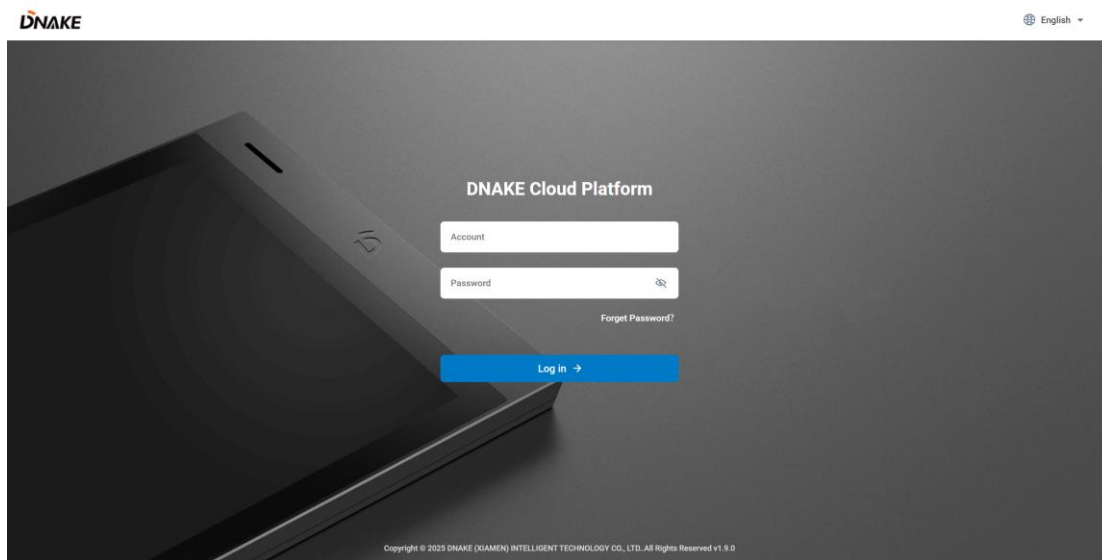 DNAKE
English
DNAKE Cloud Platform
Account
Password
Forget Password?
Log in →
Copyright © 2025 DNAKE (XIAMEN) INTELLIGENT TECHNOLOGY CO., LTD..All Rights Reserved v1.9.0